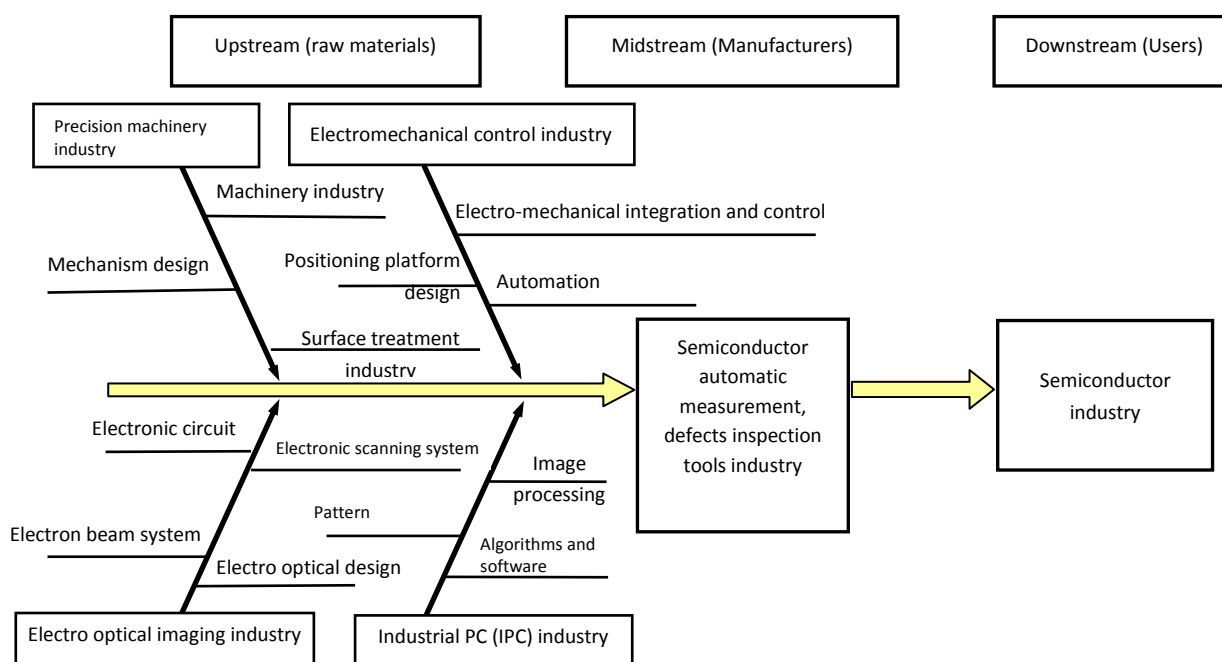 Upstream (raw materials)
Midstream (Manufacturers)
Downstream (Users)
Precision machinery
industry
Electromechanical control industry
Machinery industry
Electro-mechanical integration and control
Mechanism design
Positioning platform
design
Automation
Surface treatment
industry
Semiconductor
automatic
measurement,
defects inspection
tools industry
Semiconductor
industry
Electronic circuit
Electronic scanning system
Image
processing
Pattern
Electron beam system
Algorithms and
software
Electro optical design
Electro optical imaging industry
Industrial PC (IPC) industry